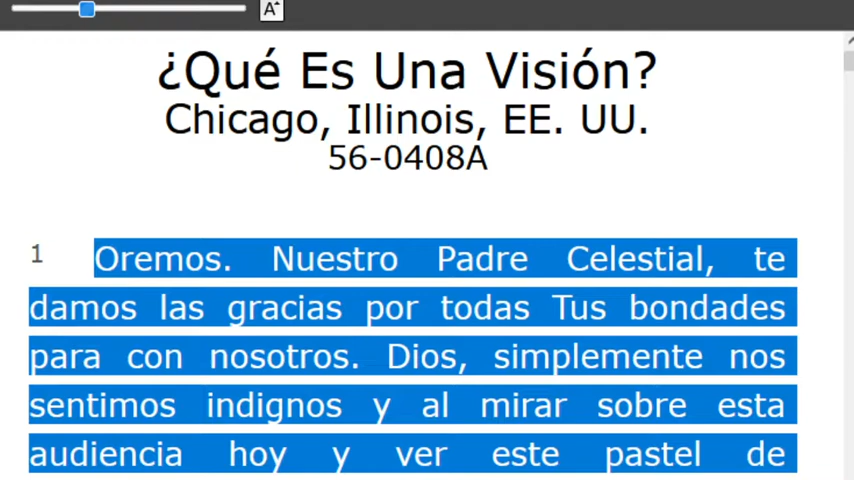 A
¿Qué Es Una Visión?
Chicago, Illinois, EE. UU.
56-0408A
1 Oremos. Nuestro Padre Celestial, te
damos las gracias por todas Tus bondades
para con nosotros. Dios, simplemente nos
sentimos indignos y al mirar sobre esta
audiencia hoy y ver este pastel de